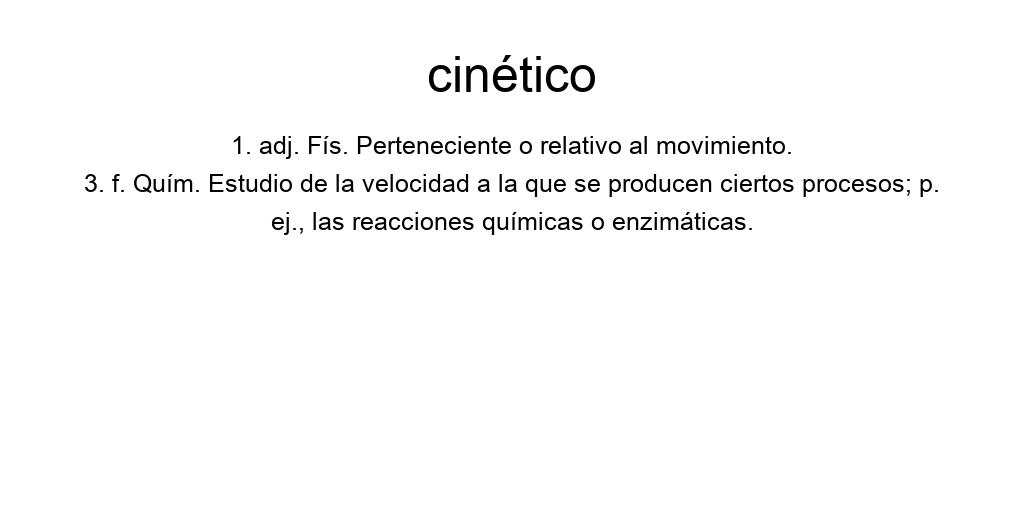 cinético
1. adj. Fís. Perteneciente o relativo al movimiento.
3. f. Quím. Estudio de la velocidad a la que se producen ciertos procesos; p.
ej., las reacciones químicas o enzimáticas.